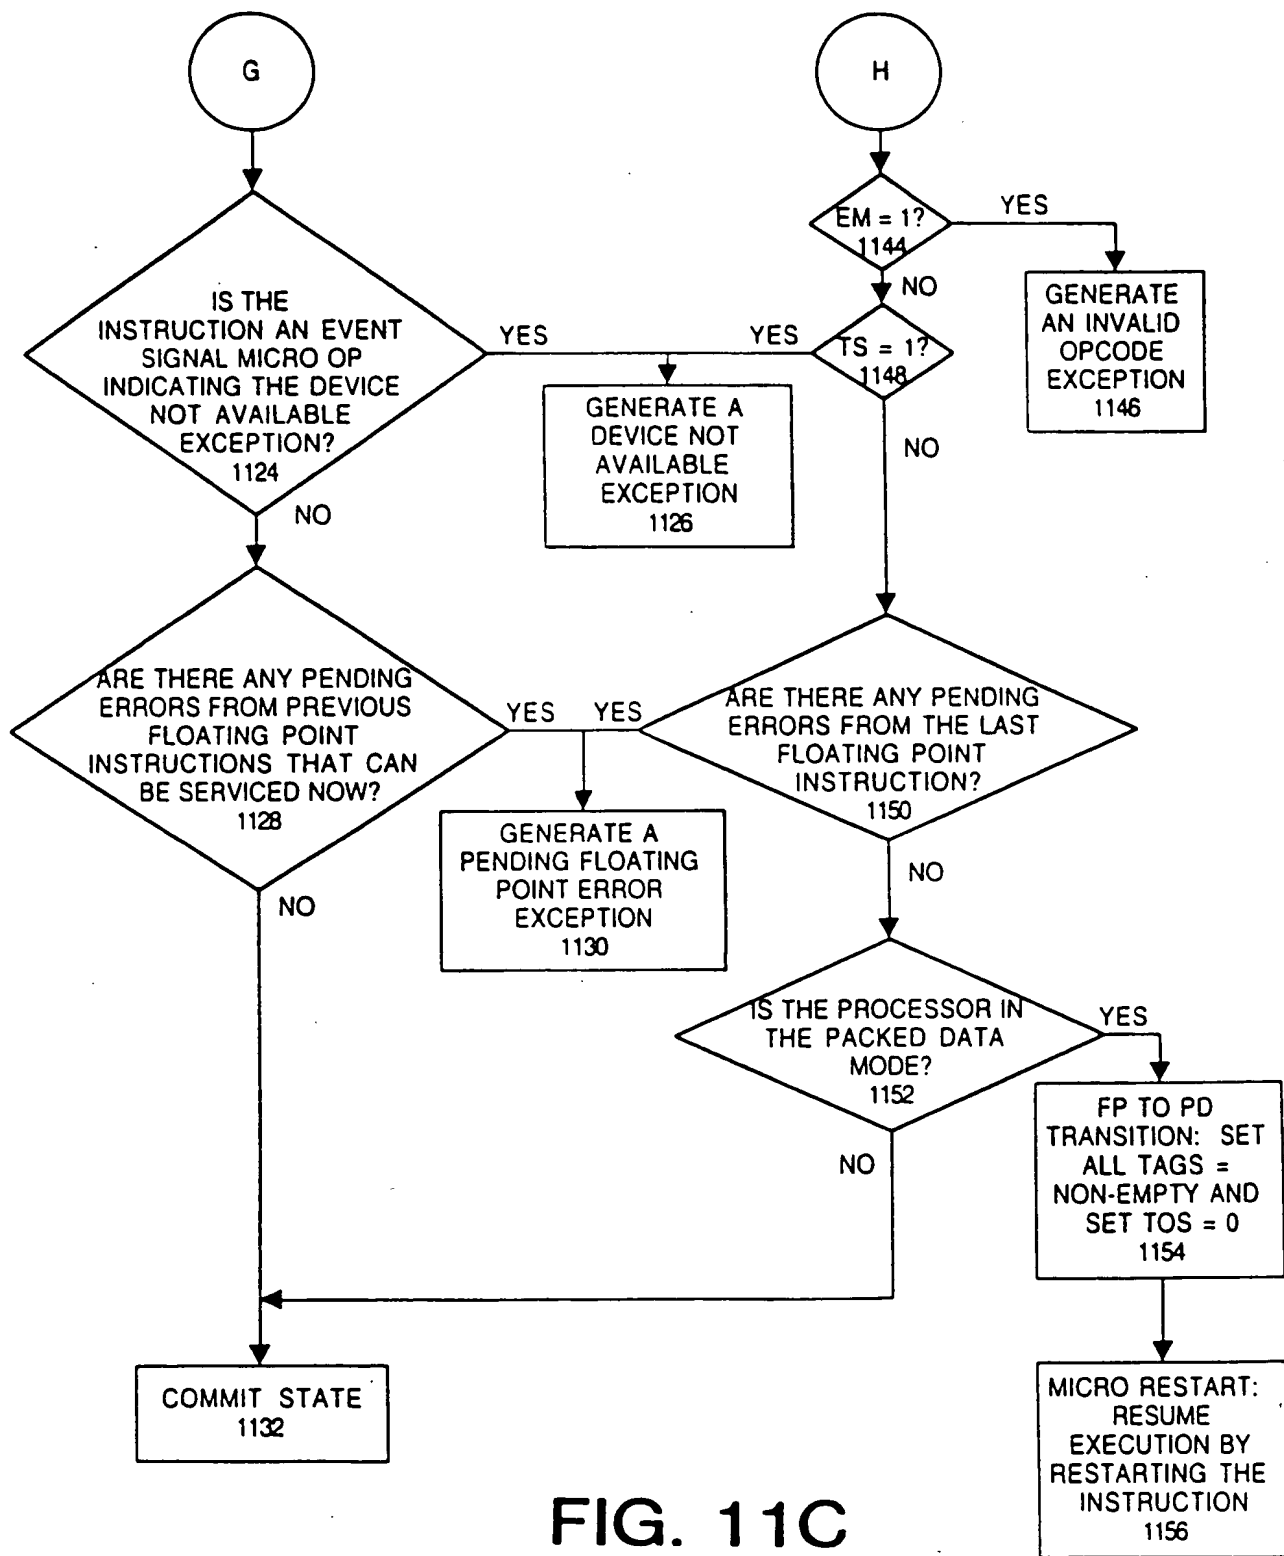 G
H
EM = 1?
1144
YES
NO
GENERATE
AN INVALID
OPCODE
EXCEPTION
1146
IS THE
INSTRUCTION AN EVENT
SIGNAL MICRO OP
INDICATING THE DEVICE
NOT AVAILABLE
EXCEPTION?
1124
YES
YES
TS = 1?
1148
NO
GENERATE A
DEVICE NOT
AVAILABLE
EXCEPTION
1126
NO
ARE THERE ANY PENDING
ERRORS FROM PREVIOUS
FLOATING POINT
INSTRUCTIONS THAT CAN
BE SERVICED NOW?
1128
YES
YES
ARE THERE ANY PENDING
ERRORS FROM THE LAST
FLOATING POINT
INSTRUCTION?
1150
GENERATE A
PENDING FLOATING
POINT ERROR
EXCEPTION
1130
NO
NO
IS THE PROCESSOR IN
THE PACKED DATA
MODE?
1152
YES
NO
FP TO PD
TRANSITION: SET
ALL TAGS =
NON-EMPTY AND
SET TOS = 0
1154
COMMIT STATE
1132
MICRO RESTART:
RESUME
EXECUTION BY
RESTARTING THE
INSTRUCTION
1156
FIG. 11C